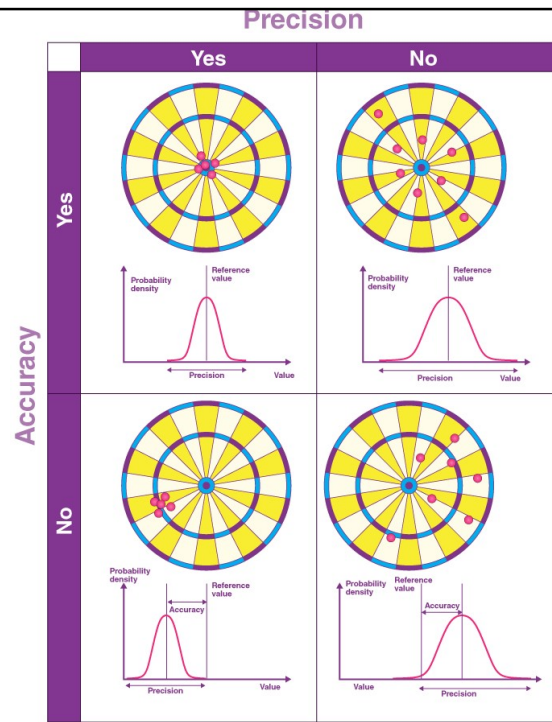 Precision
Yes
No
Accuracy
Yes
Probability
density
Reference
value
Precision
Value
Probability
density
Reference
value
Precision
Value
No
Probability
density
Reference
value
Accuracy
Precision
Value
Probability
density
Reference
value
Accuracy
Value
Precision